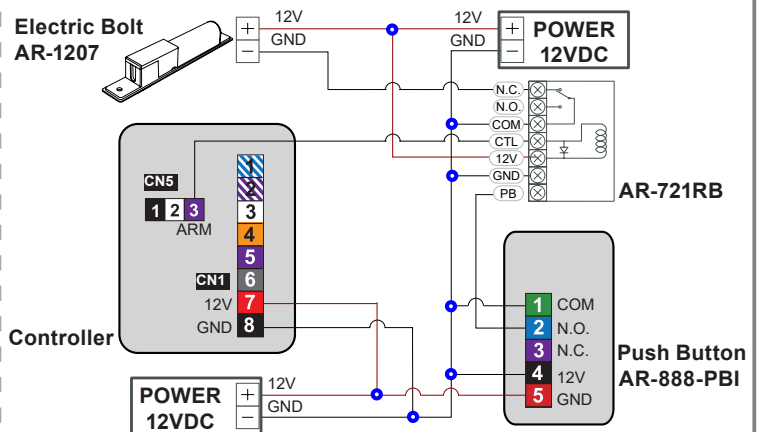 Electric Bolt
AR-1207
+
−
12V
GND
12V
GND
+
−
POWER
12VDC
N.C.
N.O.
COM
CTL
12V
GND
PB
AR-721RB
CN5
1 2 3
ARM
1
2
3
4
5
CN1 6
12V 7
GND 8
Controller
1 COM
2 N.O.
3 N.C.
4 12V
5 GND
Push Button
AR-888-PBI
POWER
12VDC
+
−
12V
GND